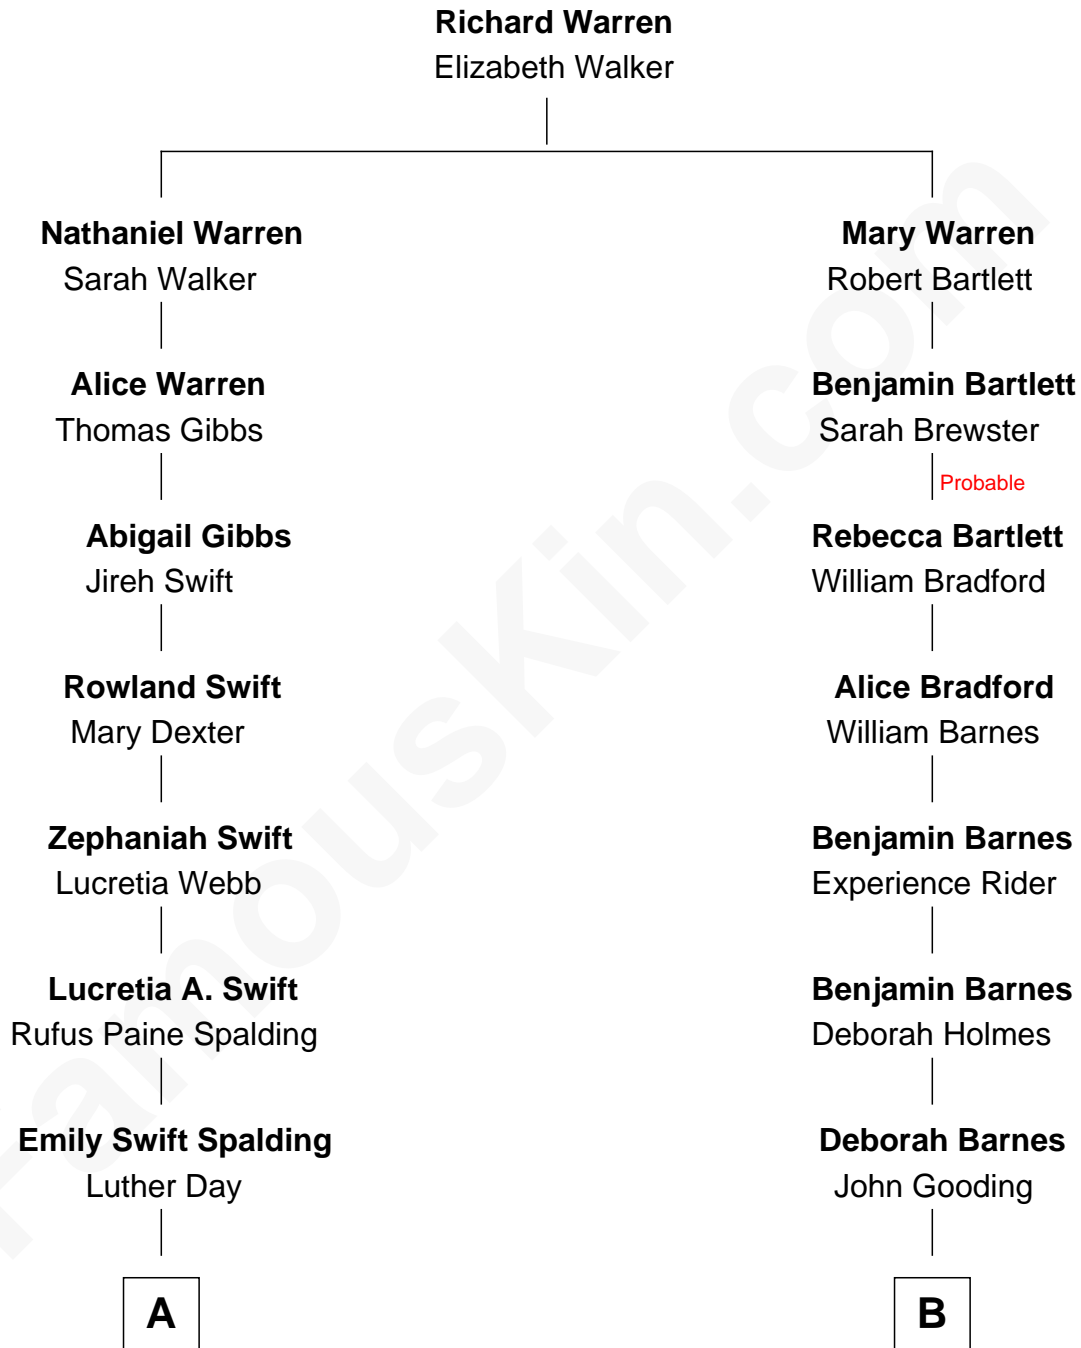 Richard Warren
Elizabeth Walker
Nathaniel Warren
Sarah Walker
Mary Warren
Robert Bartlett
Alice Warren
Thomas Gibbs
Benjamin Bartlett
Sarah Brewster
Probable
Abigail Gibbs
Jireh Swift
Rebecca Bartlett
William Bradford
Rowland Swift
Mary Dexter
Alice Bradford
William Barnes
Zephaniah Swift
Lucretia Webb
Benjamin Barnes
Experience Rider
Lucretia A. Swift
Rufus Paine Spalding
Benjamin Barnes
Deborah Holmes
Emily Swift Spalding
Luther Day
Deborah Barnes
John Gooding
A
B
FamousKin.com